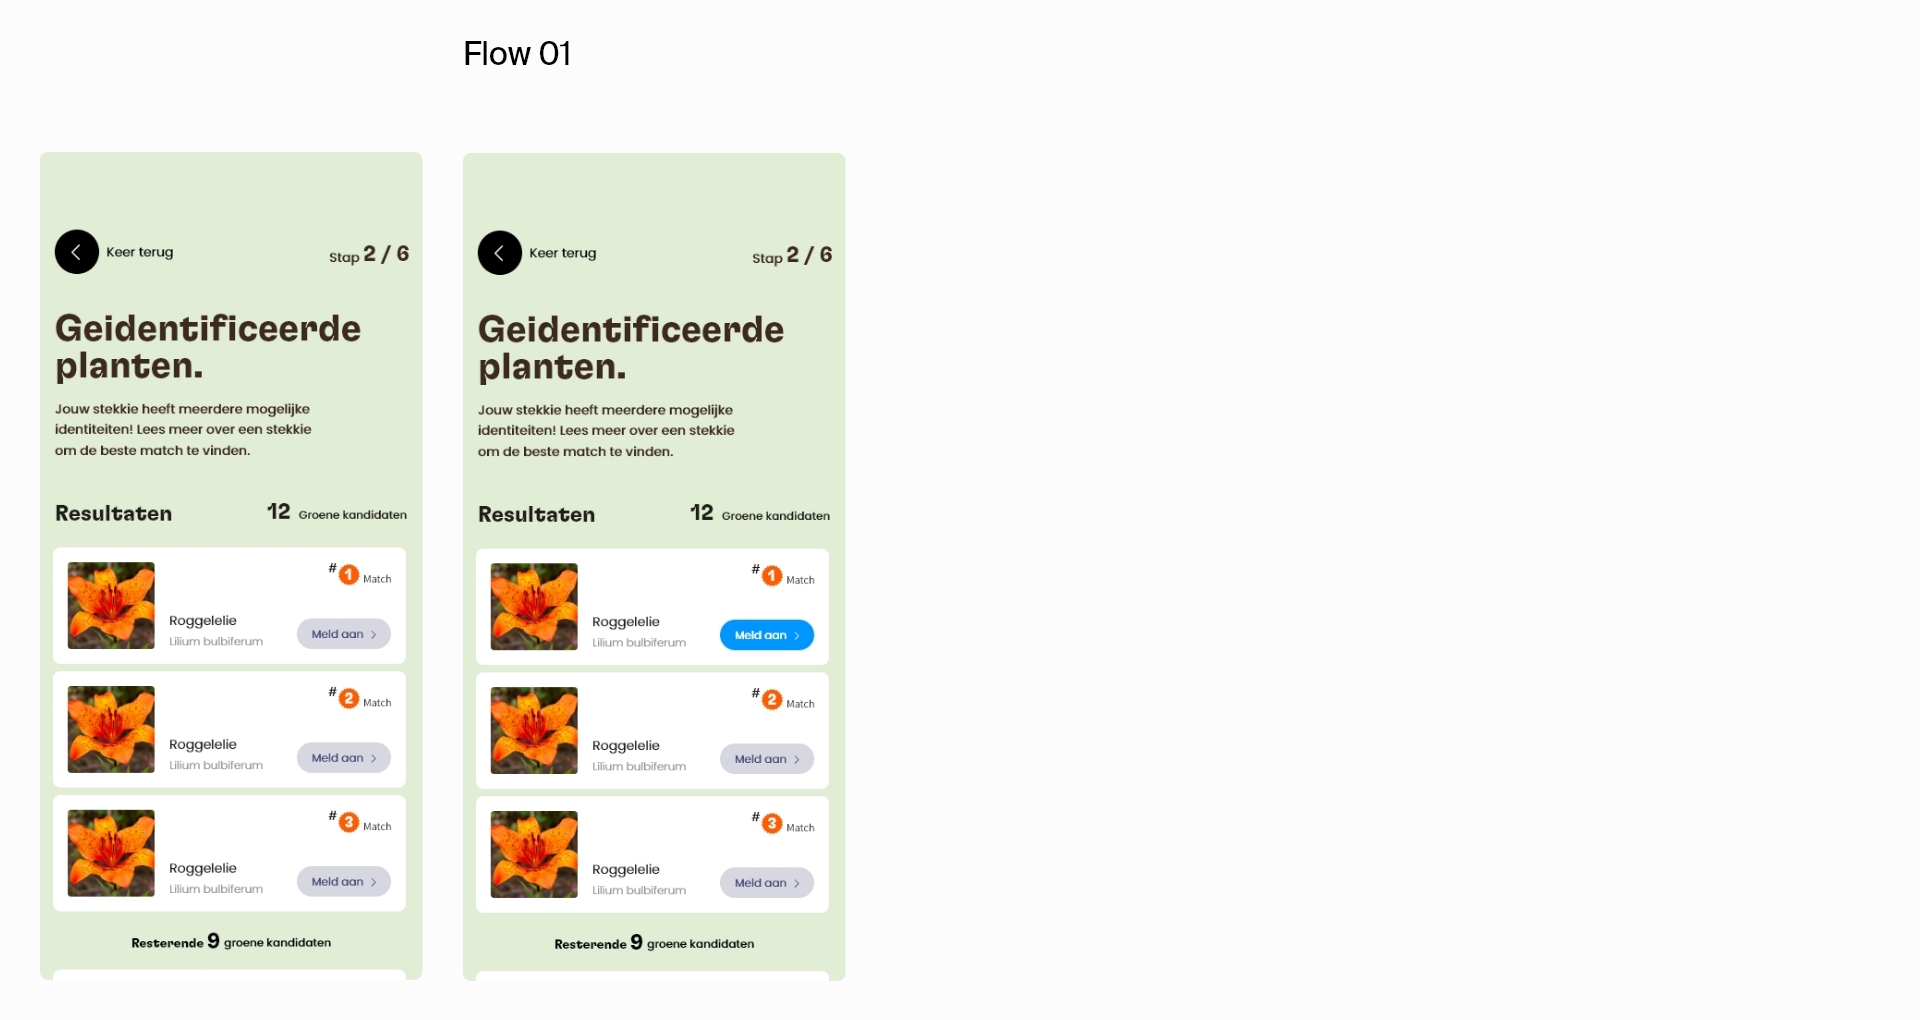 Flow 01
Keer terug
Stap 2 / 6
Geidentificeerde
planten.
Jouw stekkie heeft meerdere mogelijke
identiteiten! Lees meer over een stekkie
om de beste match te vinden.
Resultaten
12 Groene kandidaten
# 1 Match
Roggelelie
Lilium bulbiferum
Meld aan
# 2 Match
Roggelelie
Lilium bulbiferum
Meld aan
# 3 Match
Roggelelie
Lilium bulbiferum
Meld aan
Resterende 9 groene kandidaten
Keer terug
Stap 2 / 6
Geidentificeerde
planten.
Jouw stekkie heeft meerdere mogelijke
identiteiten! Lees meer over een stekkie
om de beste match te vinden.
Resultaten
12 Groene kandidaten
# 1 Match
Roggelelie
Lilium bulbiferum
Meld aan
# 2 Match
Roggelelie
Lilium bulbiferum
Meld aan
# 3 Match
Roggelelie
Lilium bulbiferum
Meld aan
Resterende 9 groene kandidaten